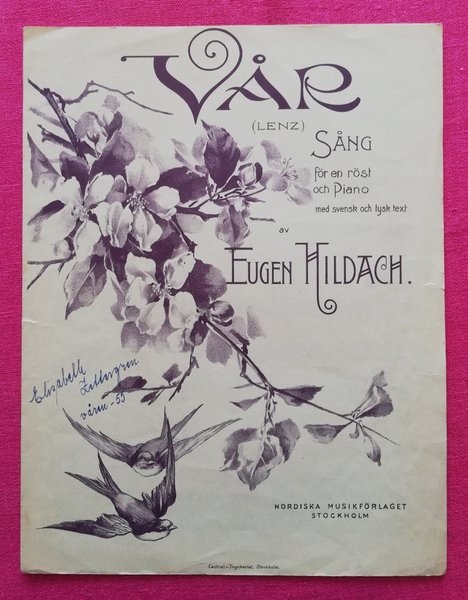 VÅR
(LENZ)
SÅNG
för en röst
och Piano
med svensk och tysk text
av
EUGEN HILDACH.
Elisabeth
Zettergren
våren -55
NORDISKA MUSIKFÖRLAGET
STOCKHOLM
Central-Tryckeriet, Stockholm.